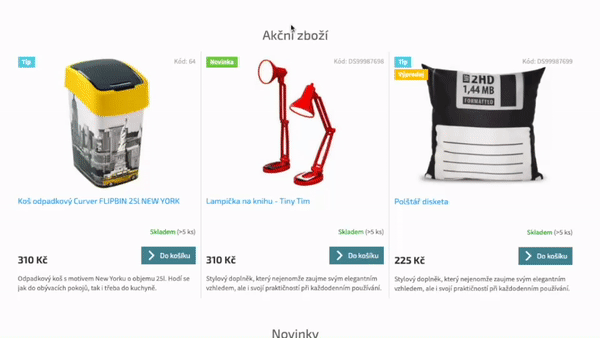 Akční zboží
Tip
Kód: 64
Koš odpadkový Curver FLIPBIN 25l NEW YORK
Skladem (>5 ks)
310 Kč
Do košíku
Odpadkový koš s motivem New Yorku o objemu 25l. Hodí se
jak do obývacích pokojů, tak i třeba do kuchyně.
Novinka
Kód: DS99987698
Lampička na knihu - Tiny Tim
Skladem (>5 ks)
310 Kč
Do košíku
Stylový doplněk, který nejenomže zaujme svým elegantním
vzhledem, ale i svojí praktičností při každodenním používání.
Tip
Výprodej
Kód: DS99987699
2HD
1,44 MB
FORMATTED
Polštář disketa
Skladem (>5 ks)
225 Kč
Do košíku
Stylový doplněk, který nejenomže zaujme svým elegantním
vzhledem, ale i svojí praktičností při každodenním používání.
Novinky